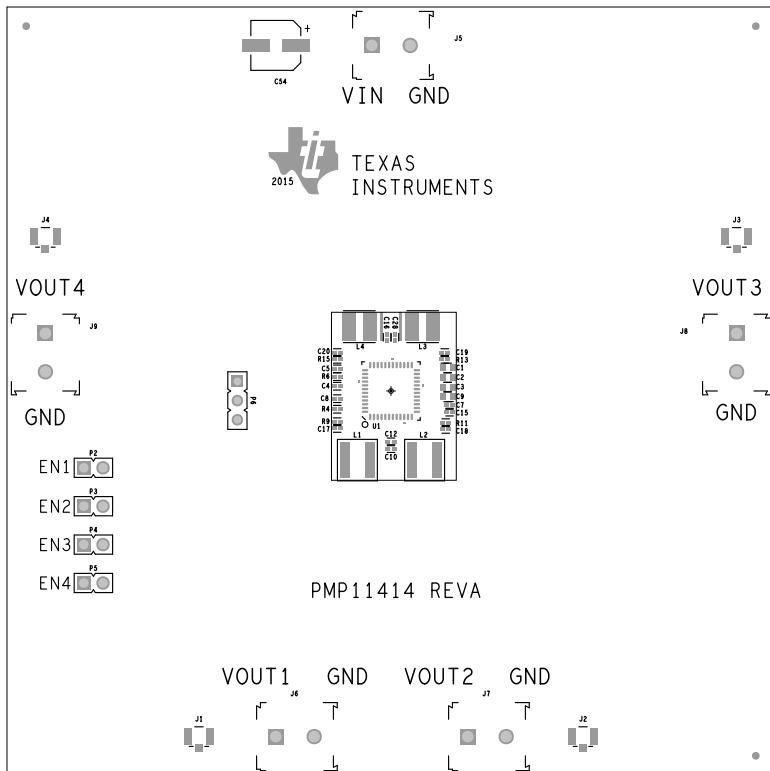 J5
C54
VIN GND
2015
TEXAS
INSTRUMENTS
J4
J3
VOUT4
VOUT3
J9
J8
C16
C28
L4
L3
C20
C19
R15
R13
C5
C1
R6
C2
C4
C3
C8
C9
R4
C7
C15
R9
R11
C17
C18
U1
P6
L1
C12
L2
C10
GND
GND
P2
EN1
P3
EN2
P4
EN3
P5
EN4
PMP11414 REVA
VOUT1 GND
VOUT2 GND
J6
J7
J1
J2